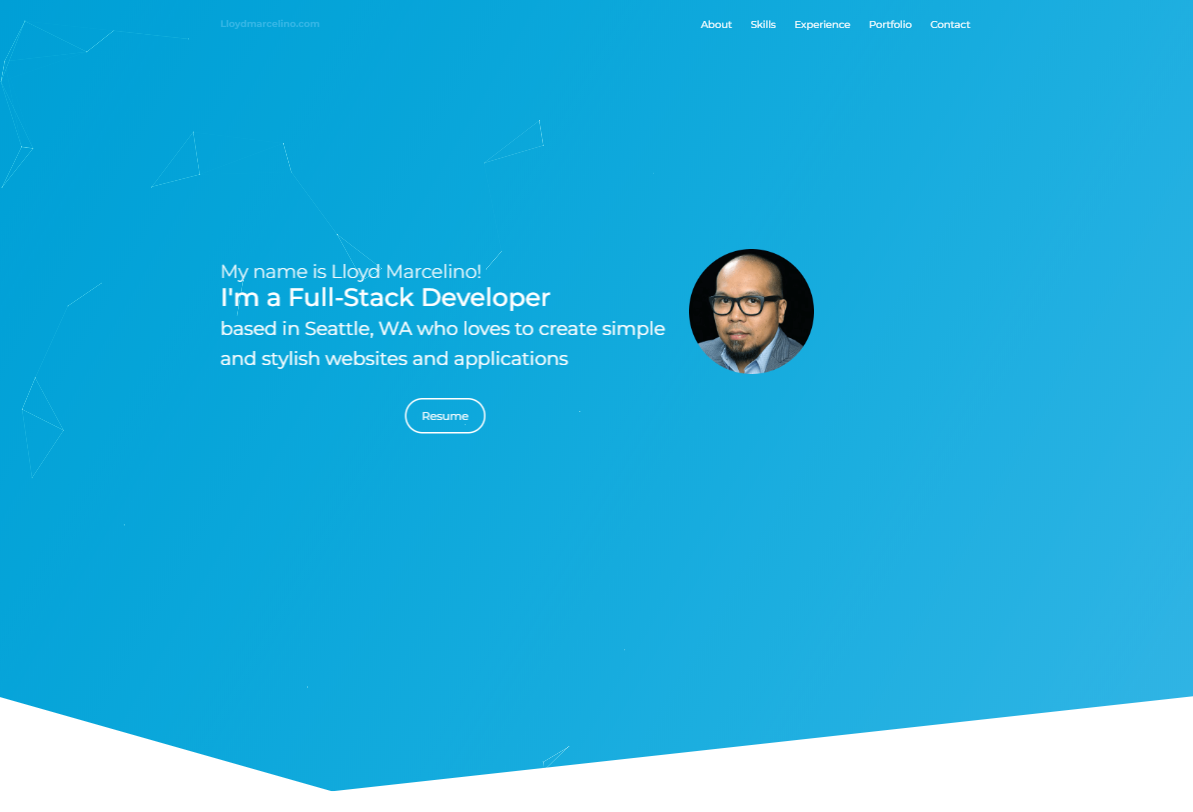 Lloydmarcelino.com
About Skills Experience Portfolio Contact
My name is Lloyd Marcelino!
I'm a Full-Stack Developer
based in Seattle, WA who loves to create simple
and stylish websites and applications
Resume